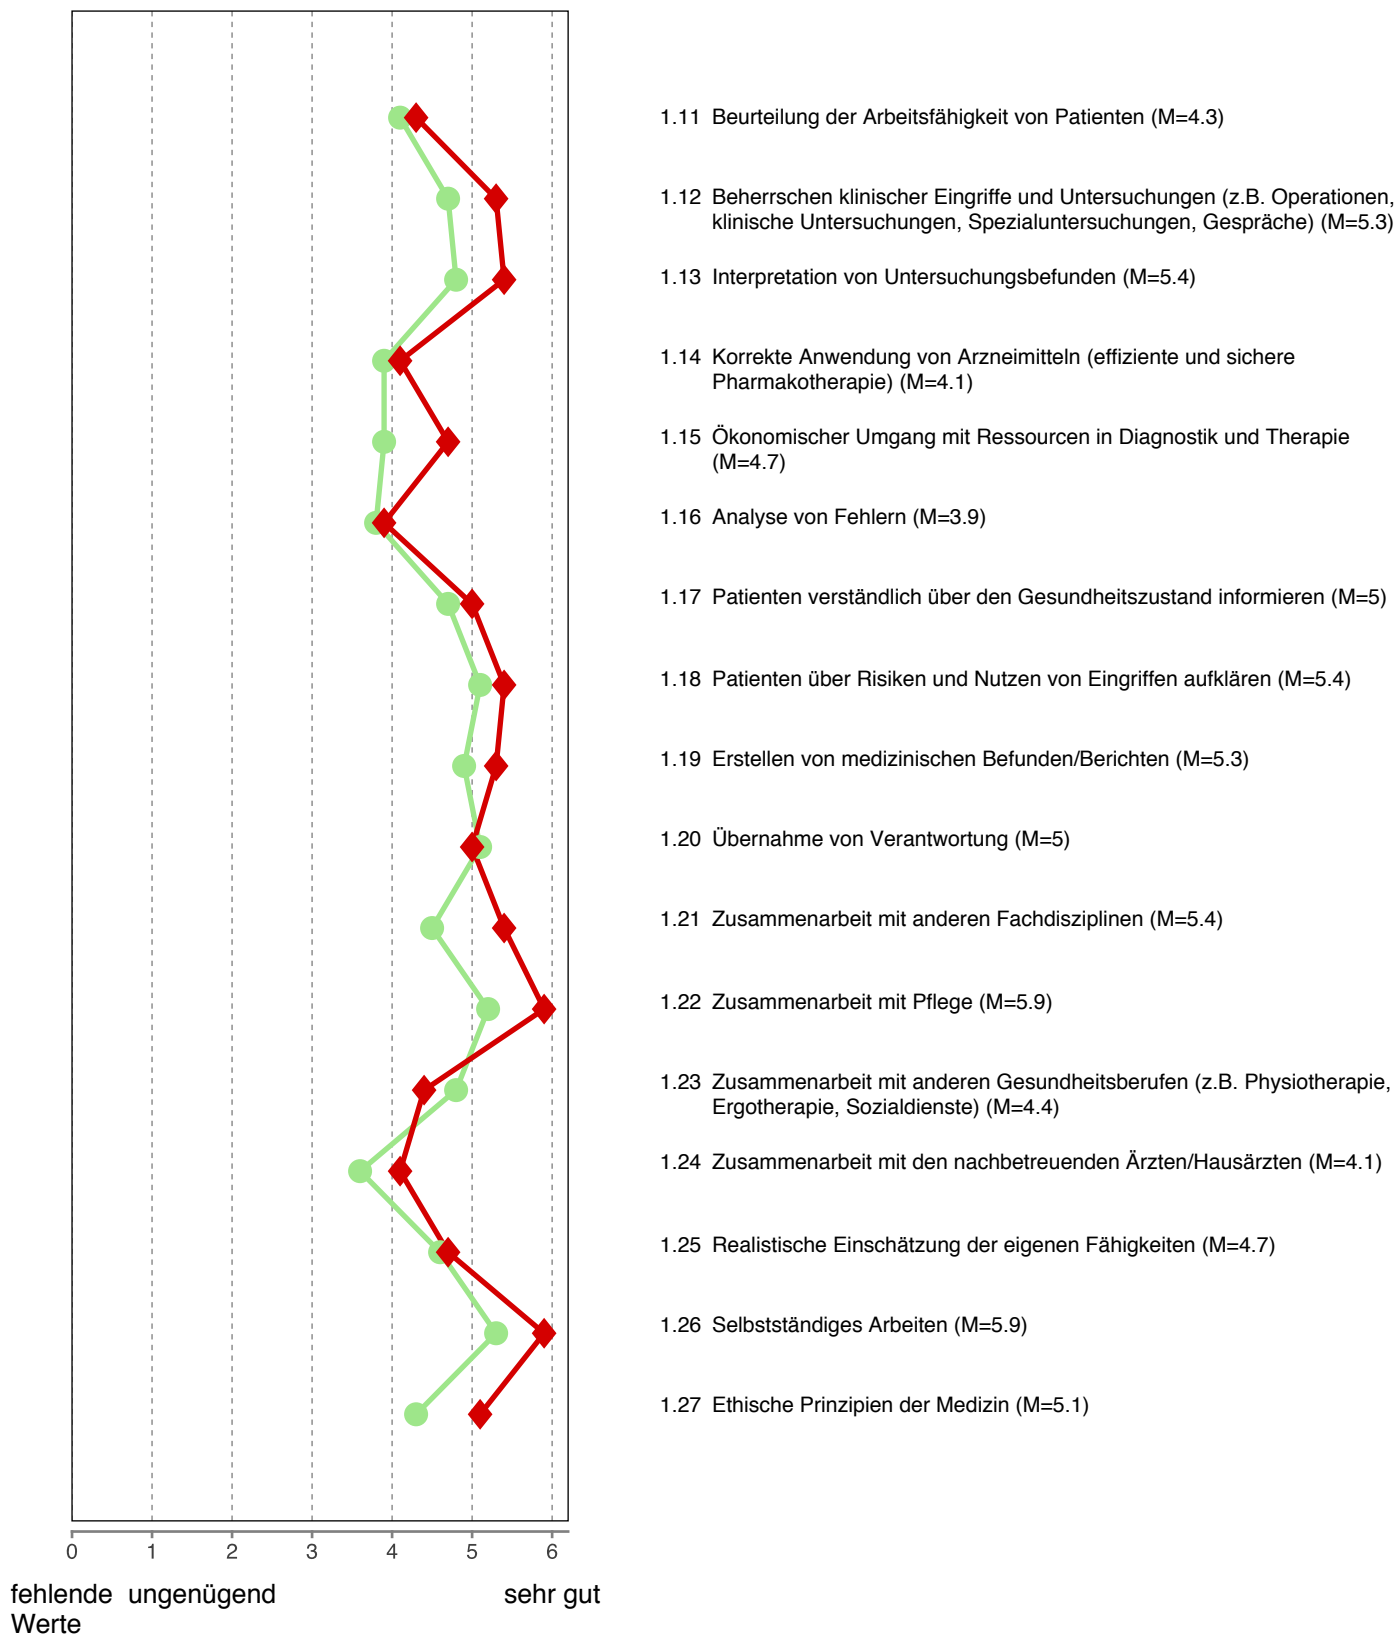 1.11 Beurteilung der Arbeitsfähigkeit von Patienten (M=4.3)
1.12 Beherrschen klinischer Eingriffe und Untersuchungen (z.B. Operationen,
klinische Untersuchungen, Spezialuntersuchungen, Gespräche) (M=5.3)
1.13 Interpretation von Untersuchungsbefunden (M=5.4)
1.14 Korrekte Anwendung von Arzneimitteln (effiziente und sichere
Pharmakotherapie) (M=4.1)
1.15 Ökonomischer Umgang mit Ressourcen in Diagnostik und Therapie
(M=4.7)
1.16 Analyse von Fehlern (M=3.9)
1.17 Patienten verständlich über den Gesundheitszustand informieren (M=5)
1.18 Patienten über Risiken und Nutzen von Eingriffen aufklären (M=5.4)
1.19 Erstellen von medizinischen Befunden/Berichten (M=5.3)
1.20 Übernahme von Verantwortung (M=5)
1.21 Zusammenarbeit mit anderen Fachdisziplinen (M=5.4)
1.22 Zusammenarbeit mit Pflege (M=5.9)
1.23 Zusammenarbeit mit anderen Gesundheitsberufen (z.B. Physiotherapie,
Ergotherapie, Sozialdienste) (M=4.4)
1.24 Zusammenarbeit mit den nachbetreuenden Ärzten/Hausärzten (M=4.1)
1.25 Realistische Einschätzung der eigenen Fähigkeiten (M=4.7)
1.26 Selbstständiges Arbeiten (M=5.9)
1.27 Ethische Prinzipien der Medizin (M=5.1)
0 1 2 3 4 5 6
fehlende ungenügend sehr gut
Werte